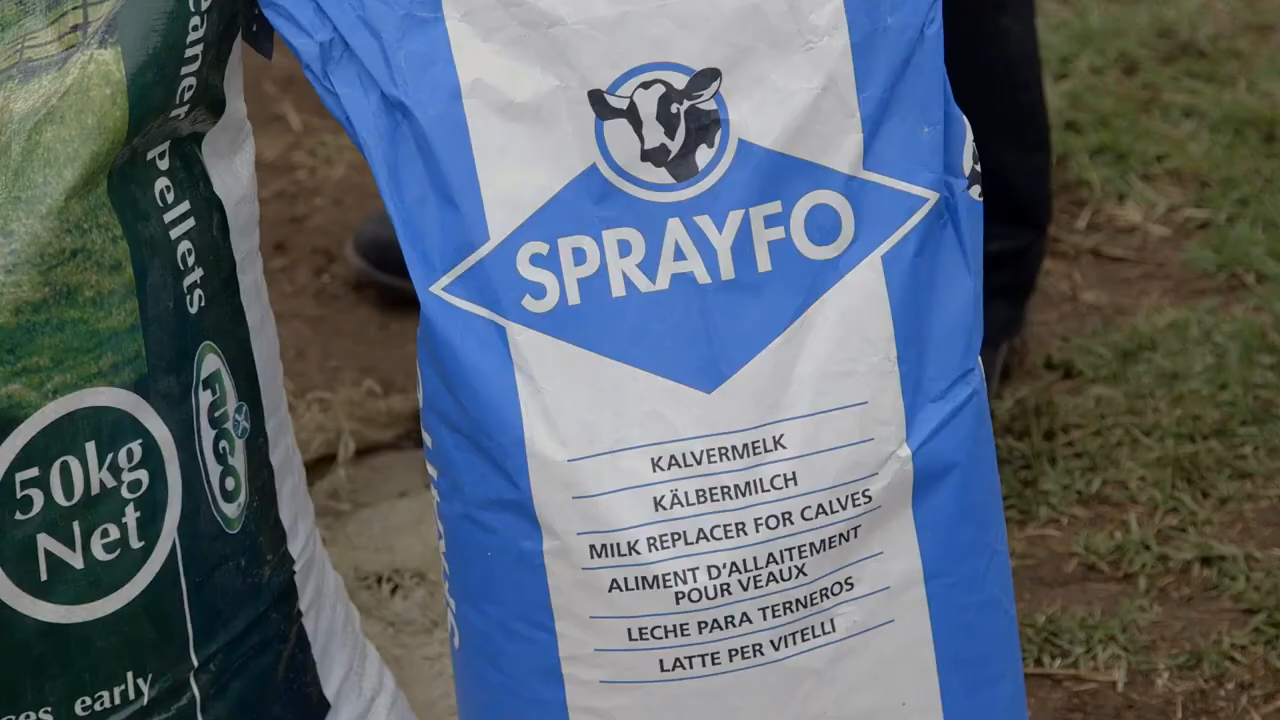 Pellets
FUGO
50kg
Net
early
SPRAYFO
KALVERMELK
KÄLBERMILCH
MILK REPLACER FOR CALVES
ALIMENT D'ALLAITEMENT
POUR VEAUX
LECHE PARA TERNEROS
LATTE PER VITELLI